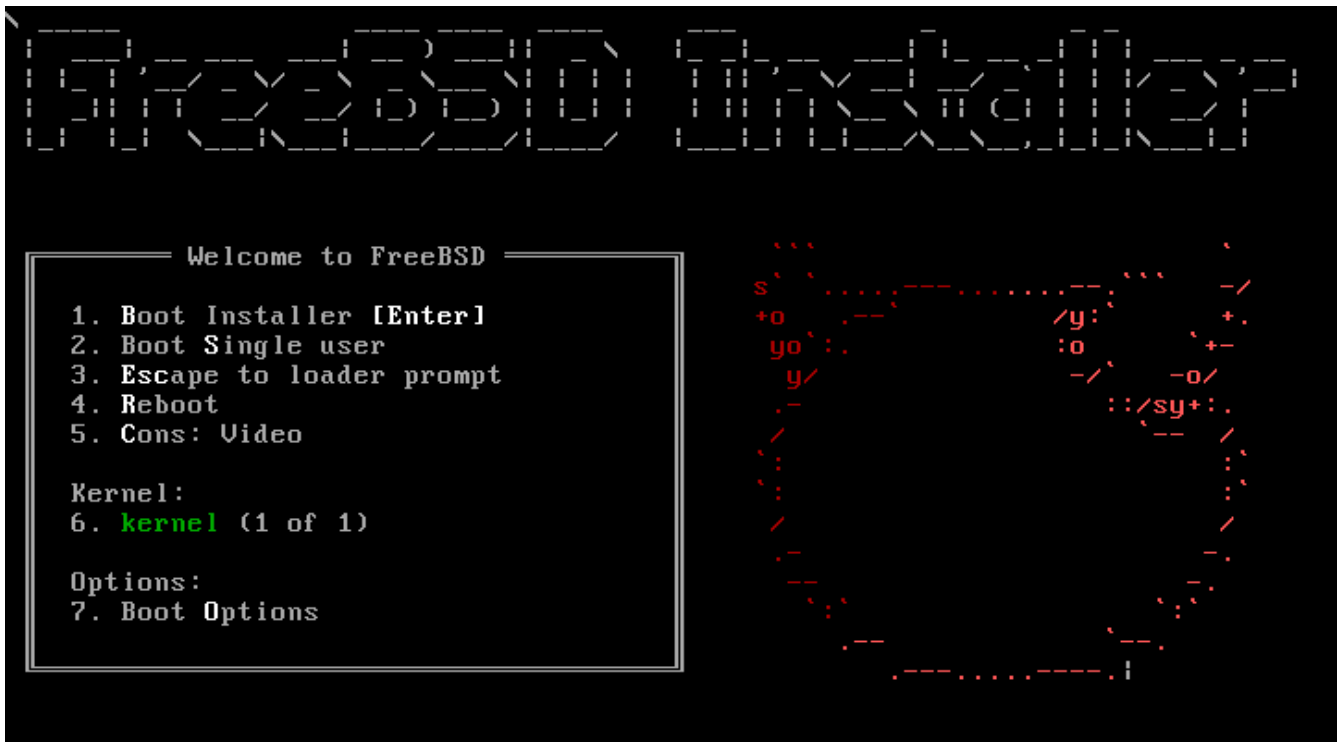 FreeBSD Installer
Welcome to FreeBSD
1. Boot Installer [Enter]
2. Boot Single user
3. Escape to loader prompt
4. Reboot
5. Cons: Video
Kernel:
6. kernel (1 of 1)
Options:
7. Boot Options